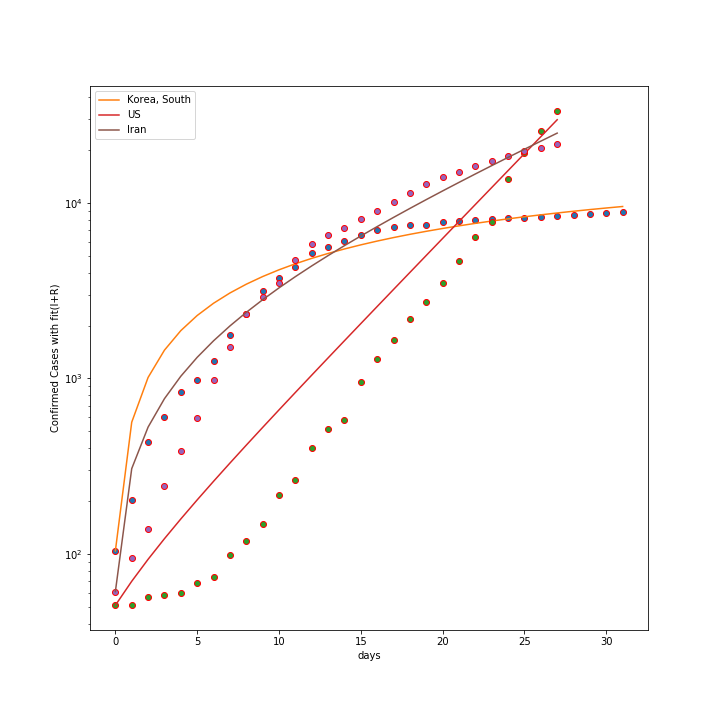 Korea, South
US
Iran
10^4
10^3
10^2
Confirmed Cases with fit(I+R)
0 5 10 15 20 25 30
days